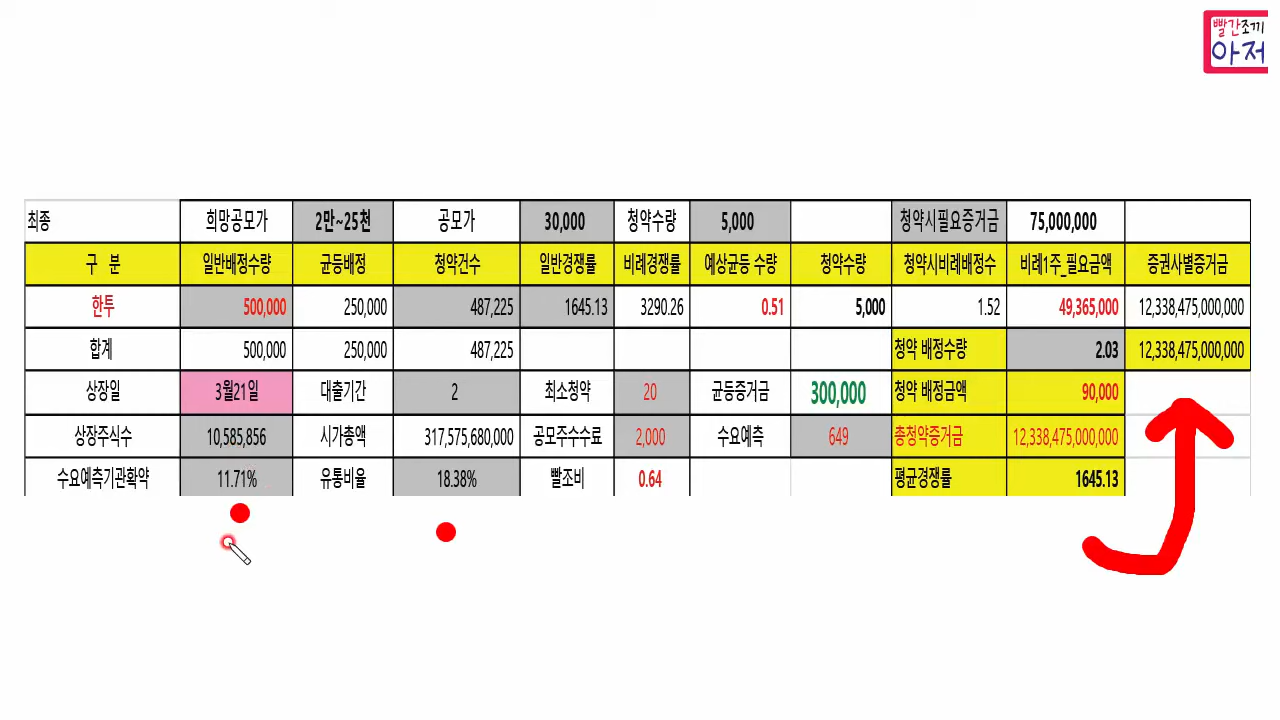 빨간조끼
아저
최종 희망공모가 2만~25천 공모가 30,000 청약수량 5,000 청약시필요증거금 75,000,000
구 분 일반배정수량 균등배정 청약건수 일반경쟁률 비례경쟁률 예상균등 수량 청약수량 청약시비례배정수 비례1주_필요금액 증권사별증거금
한투 500,000 250,000 487,225 1645.13 3290.26 0.51 5,000 1.52 49,365,000 12,338,475,000,000
합계 500,000 250,000 487,225 청약 배정수량 2.03 12,338,475,000,000
상장일 3월21일 대출기간 2 최소청약 20 균등증거금 300,000 청약 배정금액 90,000
상장주식수 10,585,856 시가총액 317,575,680,000 공모주수수료 2,000 수요예측 649 총청약증거금 12,338,475,000,000
수요예측기관확약 11.71% 유통비율 18.38% 빨조비 0.64 평균경쟁률 1645.13